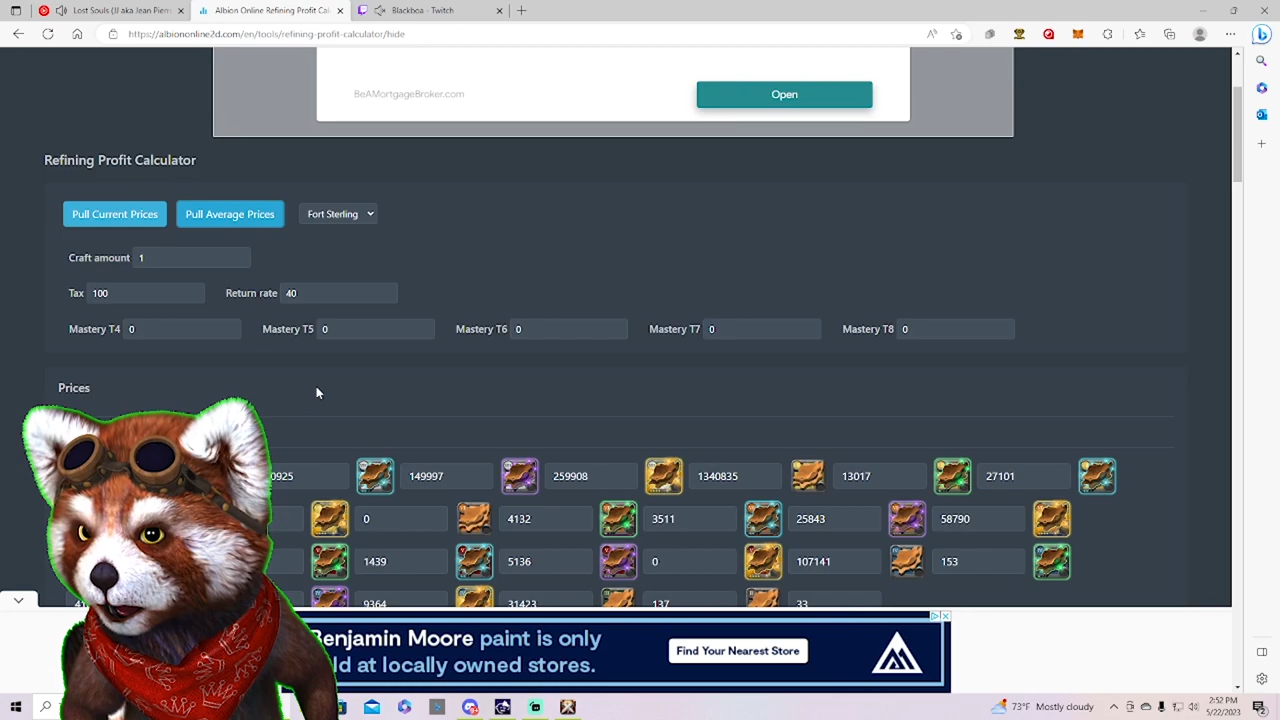 Lost Souls (JI aka Jean Pierr
Albion Online Refining Profit Cal
Blackboa - Twitch
https://albiononline2d.com/en/tools/refining-profit-calculator/hide
BeAMortgageBroker.com
Open
Refining Profit Calculator
Pull Current Prices
Pull Average Prices
Fort Sterling
Craft amount 1
Tax 100
Return rate 40
Mastery T4 0
Mastery T5 0
Mastery T6 0
Mastery T7 0
Mastery T8 0
Prices
0925 149997 259908 1340835 13017 27101
0 4132 3511 25843 58790
1439 5136 0 107141 153
9364 31423 137 33
Benjamin Moore paint is only
ld at locally owned stores.
Find Your Nearest Store
73°F Mostly cloudy
2:52 PM
5/22/2023